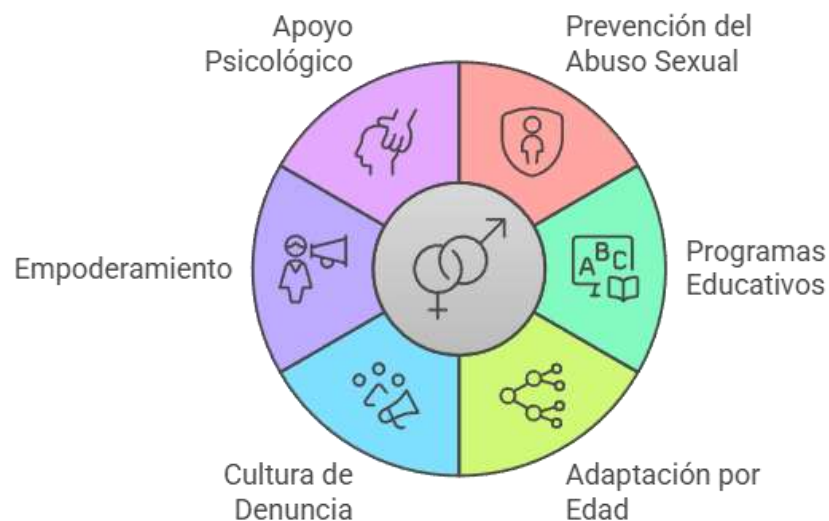 Apoyo
Psicológico
Prevención del
Abuso Sexual
Empoderamiento
A B C
Programas
Educativos
Cultura de
Denuncia
Adaptación por
Edad